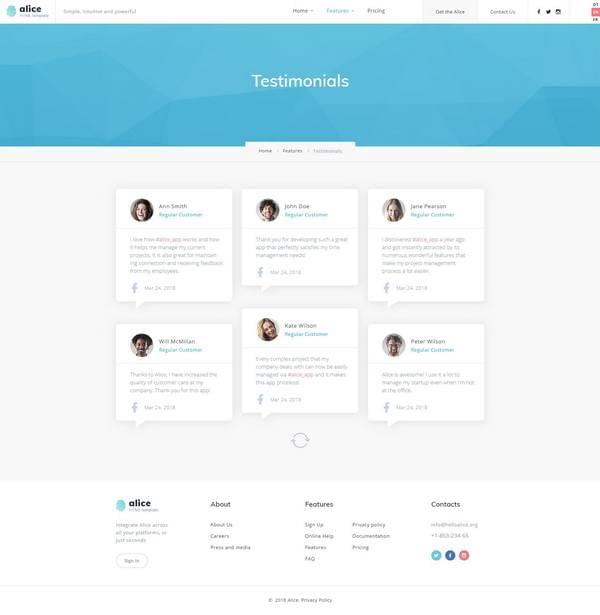 alice
HTML template
Simple, intuitive and powerful
Home
Features
Pricing
Get the Alice
Contact Us
DT
EN
FR
Testimonials
Home / Features / Testimonials
Ann Smith
Regular Customer
I love how #alice_app works and how
it helps me manage my current
projects. It is also great for maintain
ing connection and receiving feedback
from my employees.
Mar 24, 2018
John Doe
Regular Customer
Thank you for developing such a great
app that perfectly satisfies my time
management needs!
Mar 24, 2018
Jane Pearson
Regular Customer
I discovered #alice_app a year ago
and got instantly attracted by its
numerous wonderful features that
make my project management
process a lot easier.
Mar 24, 2018
Will McMillan
Regular Customer
Thanks to Alice, I have increased the
quality of customer care at my
company. Thank you for this app!
Mar 24, 2018
Kate Wilson
Regular Customer
Every complex project that my
company deals with can now be easily
managed via #alice_app and it makes
this app priceless!
Mar 24, 2018
Peter Wilson
Regular Customer
Alice is awesome! I use it a lot to
manage my startup even when I'm not
at the office.
Mar 24, 2018
alice
HTML template
Integrate Alice across
all your platforms, in
just seconds
Sign In
About
About Us
Careers
Press and media
Features
Sign Up
Online Help
Features
FAQ
Privacy policy
Documentation
Pricing
Contacts
info@helloalice.org
+1-853-234-65
© 2018 Alice. Privacy Policy